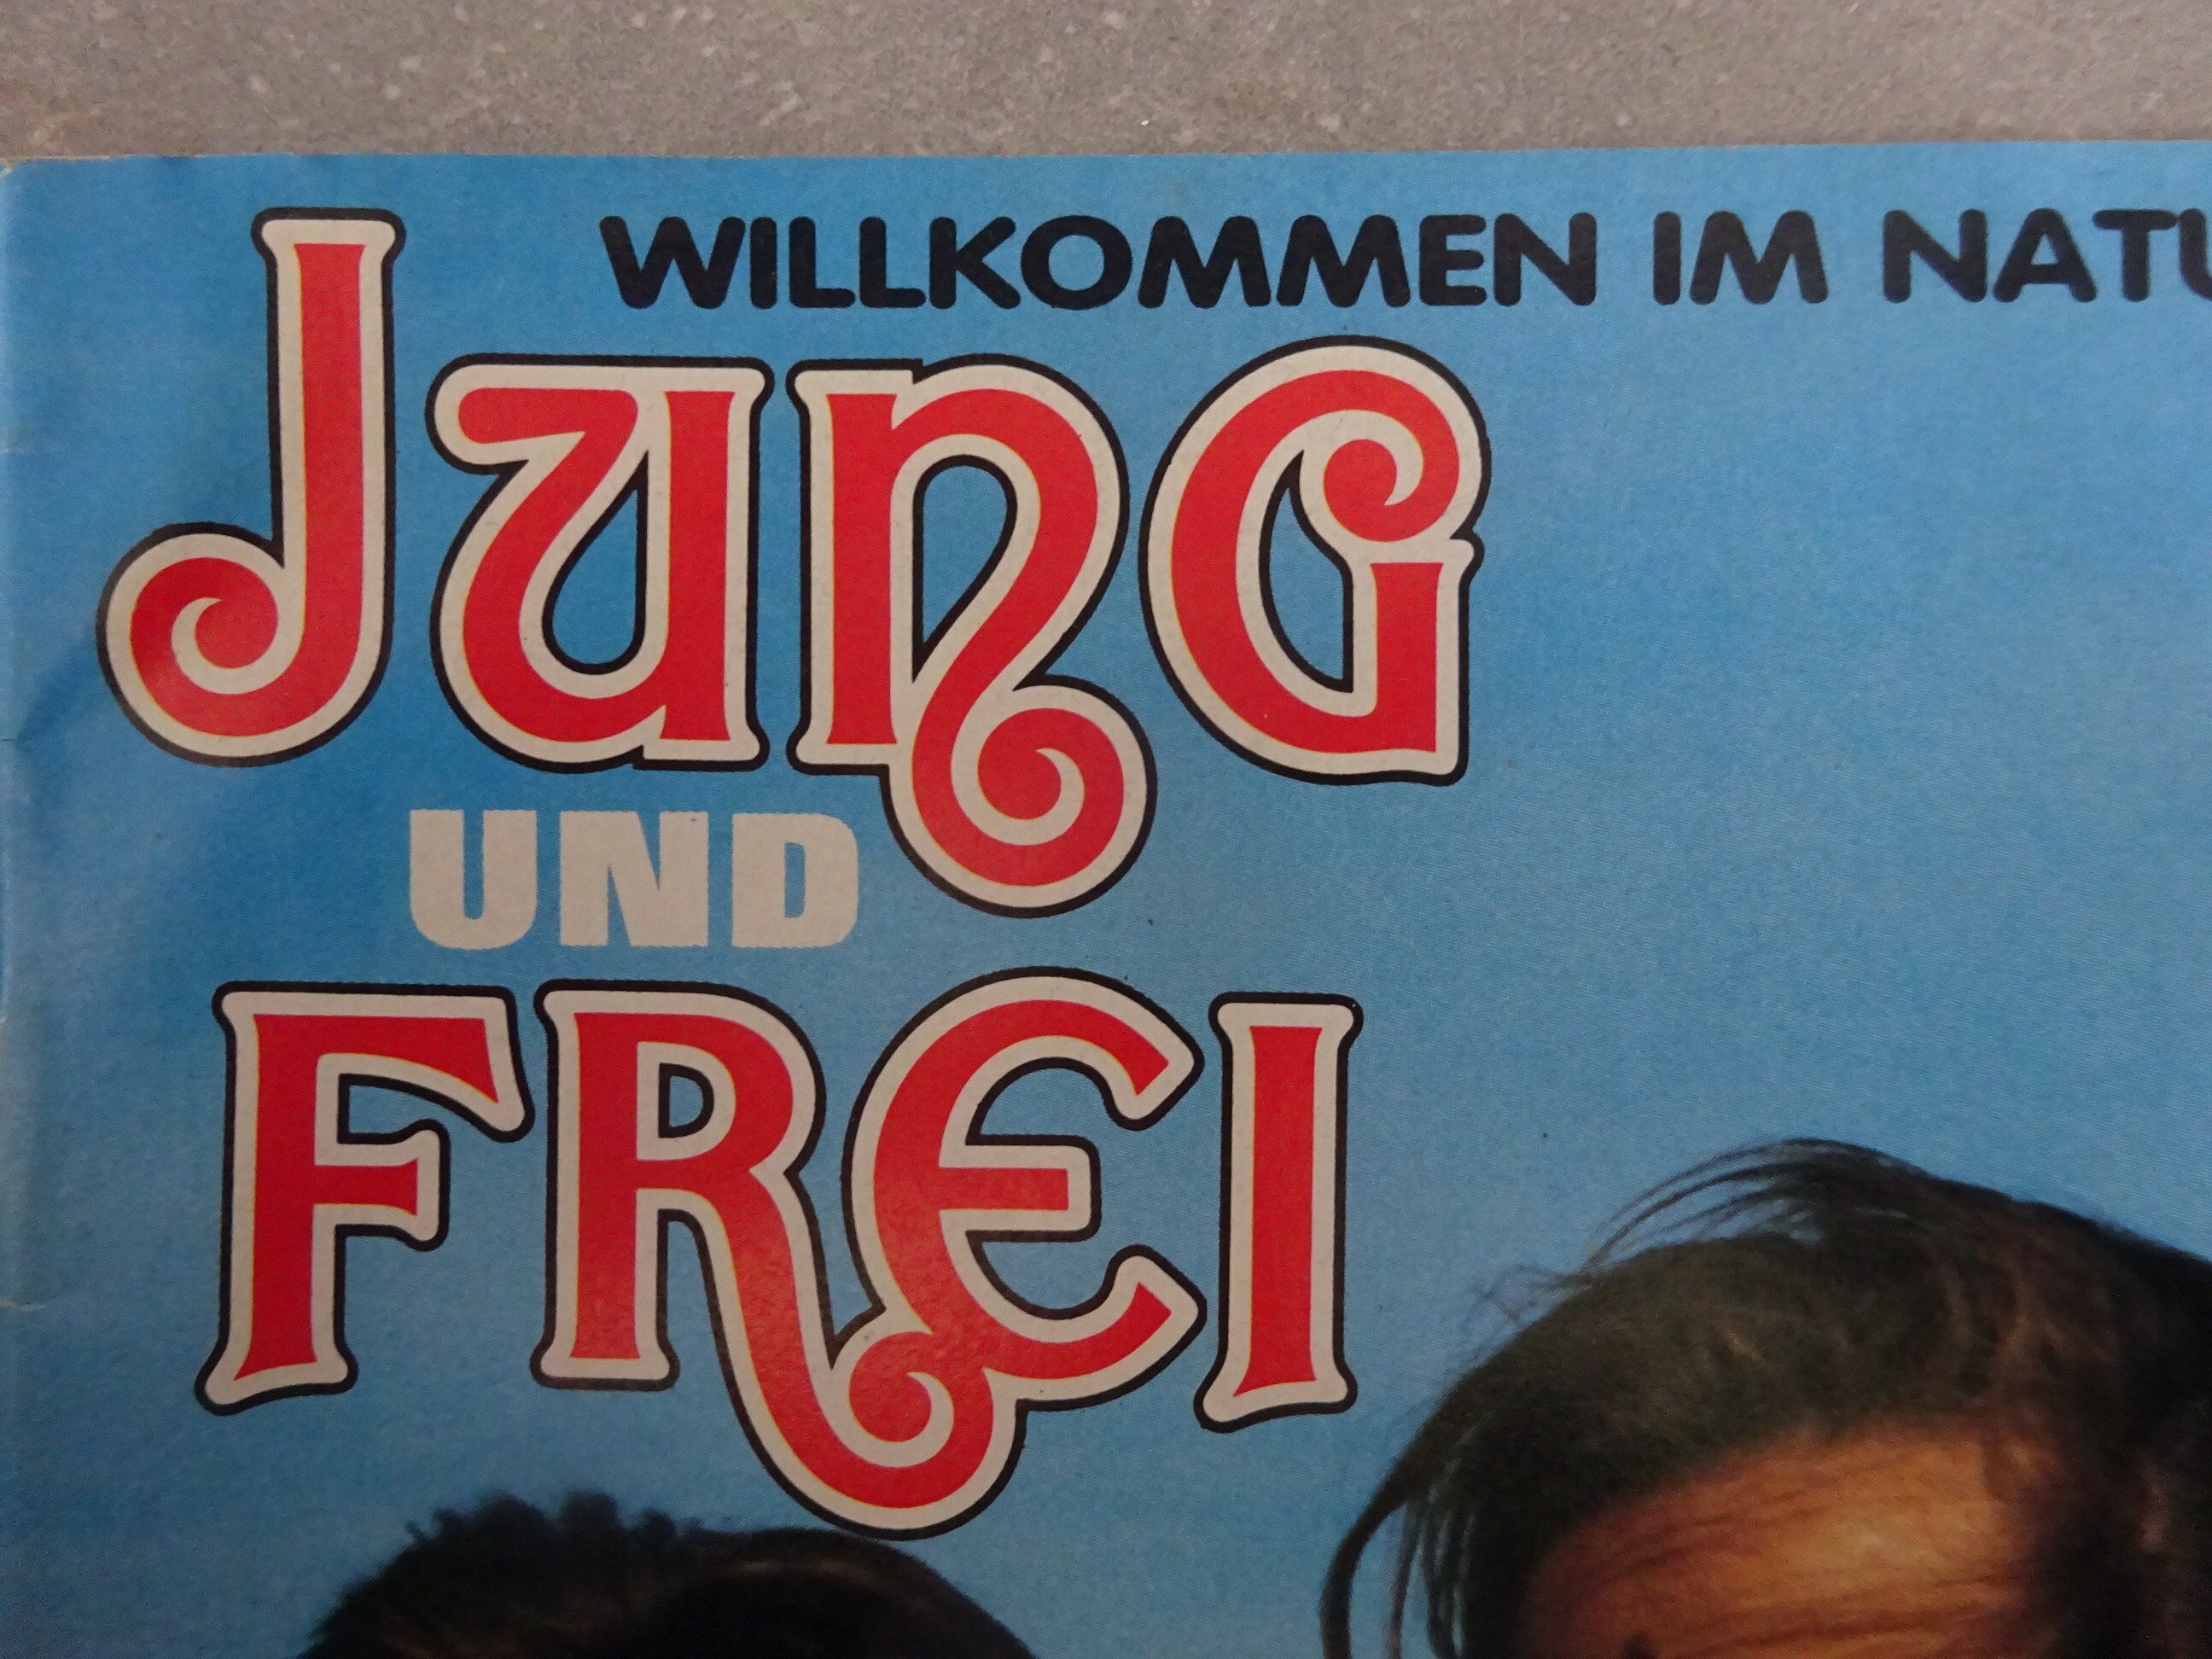 WILLKOMMEN IM NATU
JUNG
UND
FREI